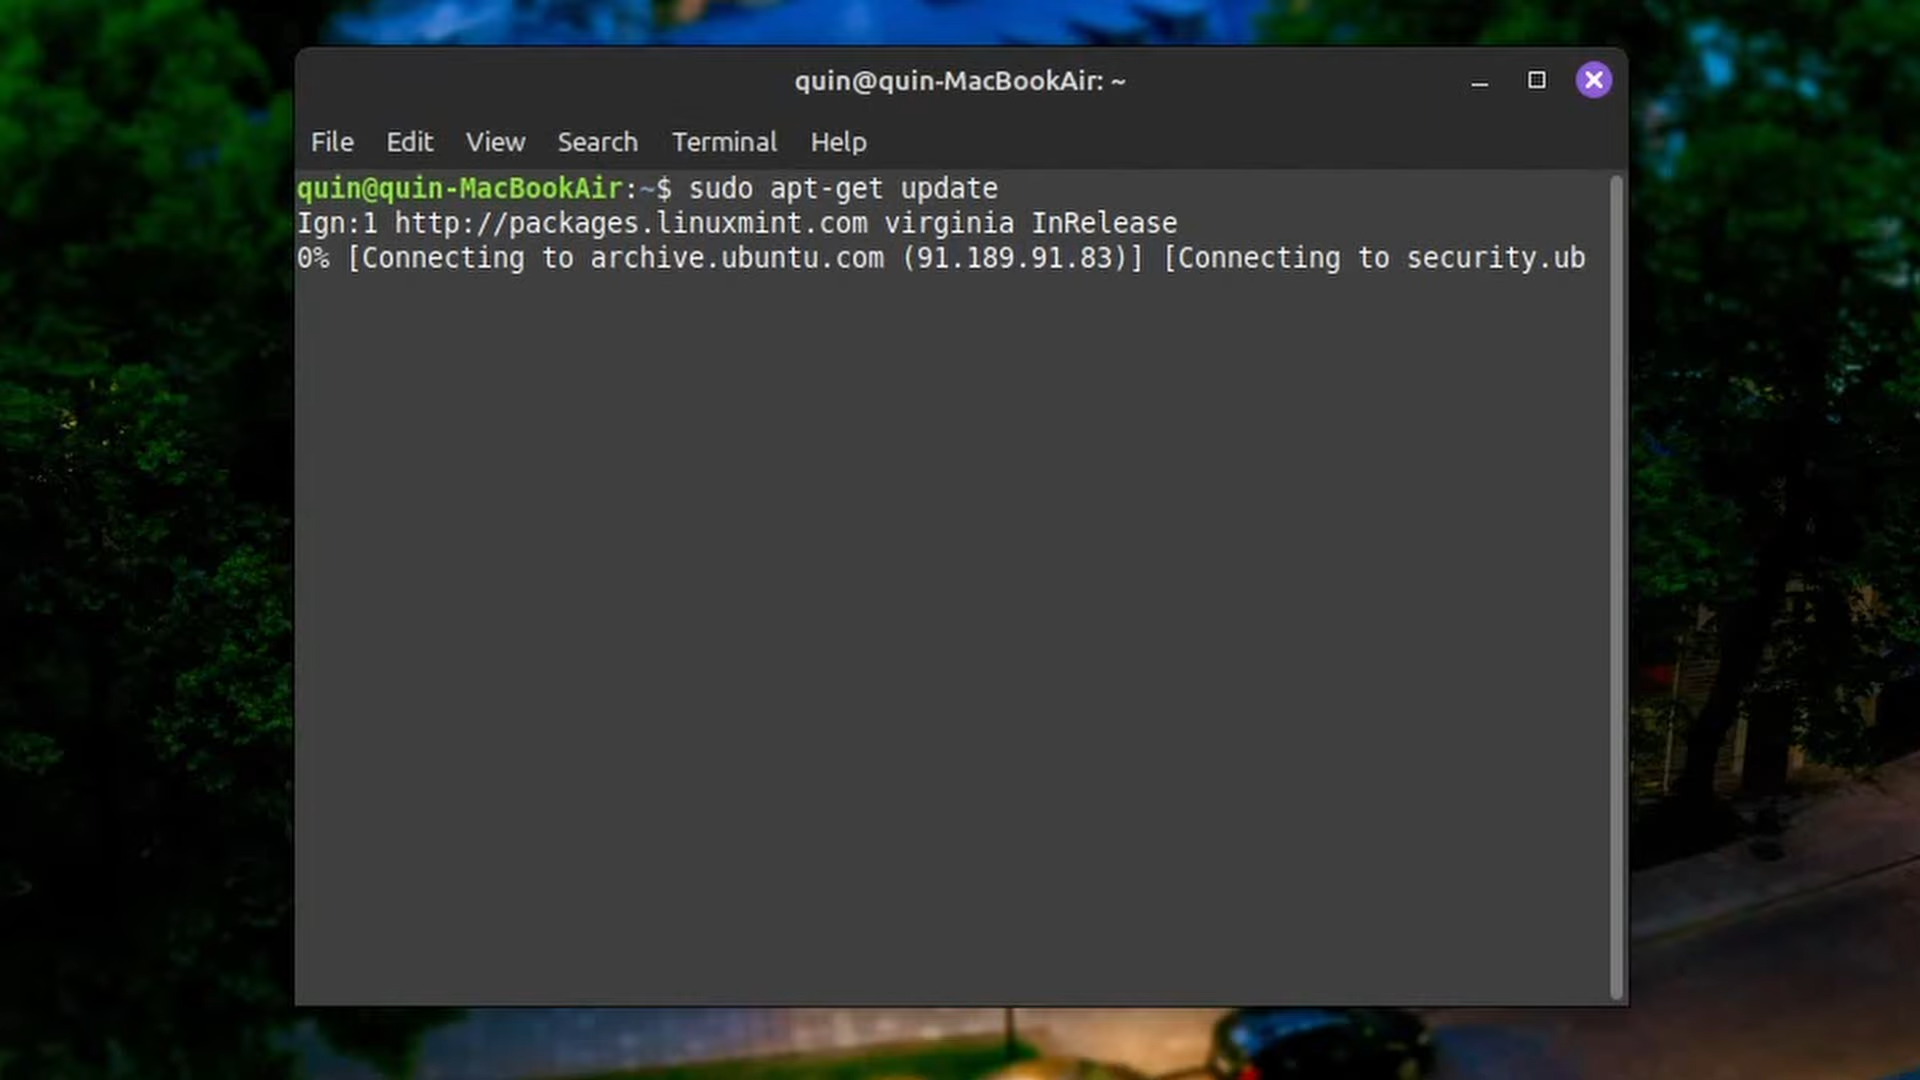 quin@quin-MacBookAir: ~
File Edit View Search Terminal Help
quin@quin-MacBookAir:~$ sudo apt-get update
Ign:1 http://packages.linuxmint.com virginia InRelease
0% [Connecting to archive.ubuntu.com (91.189.91.83)] [Connecting to security.ub